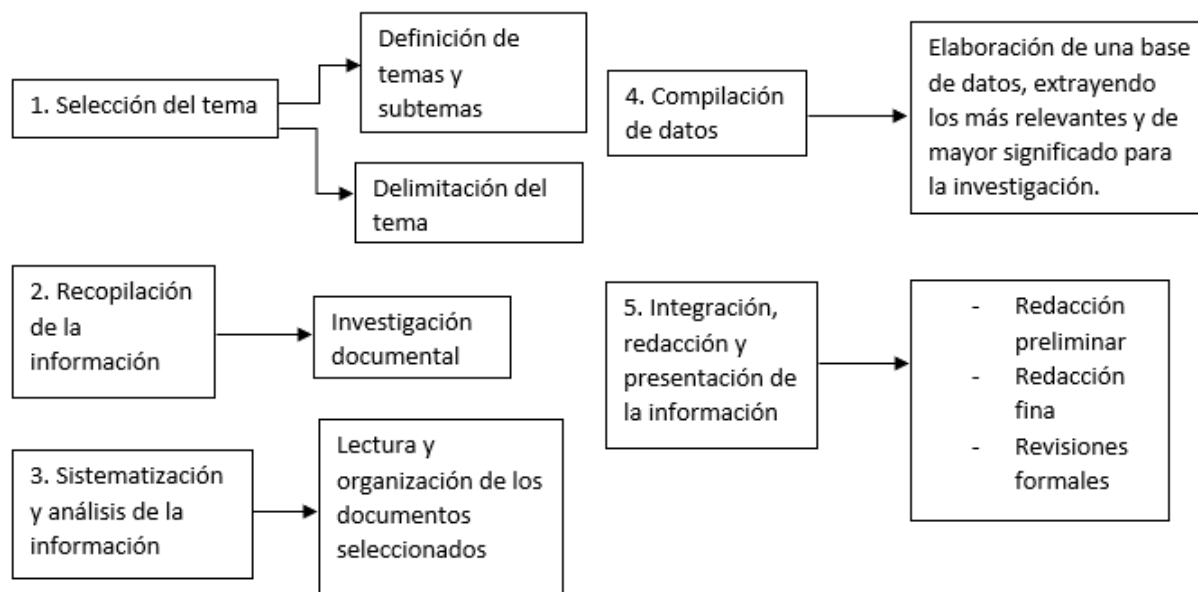 1. Selección del tema
Definición de
temas y
subtemas
Delimitación del
tema
2. Recopilación
de la
información
Investigación
documental
3. Sistematización
y análisis de la
información
Lectura y
organización de los
documentos
seleccionados
4. Compilación
de datos
Elaboración de una base
de datos, extrayendo
los más relevantes y de
mayor significado para
la investigación.
5. Integración,
redacción y
presentación de
la información
- Redacción
preliminar
- Redacción
fina
- Revisiones
formales